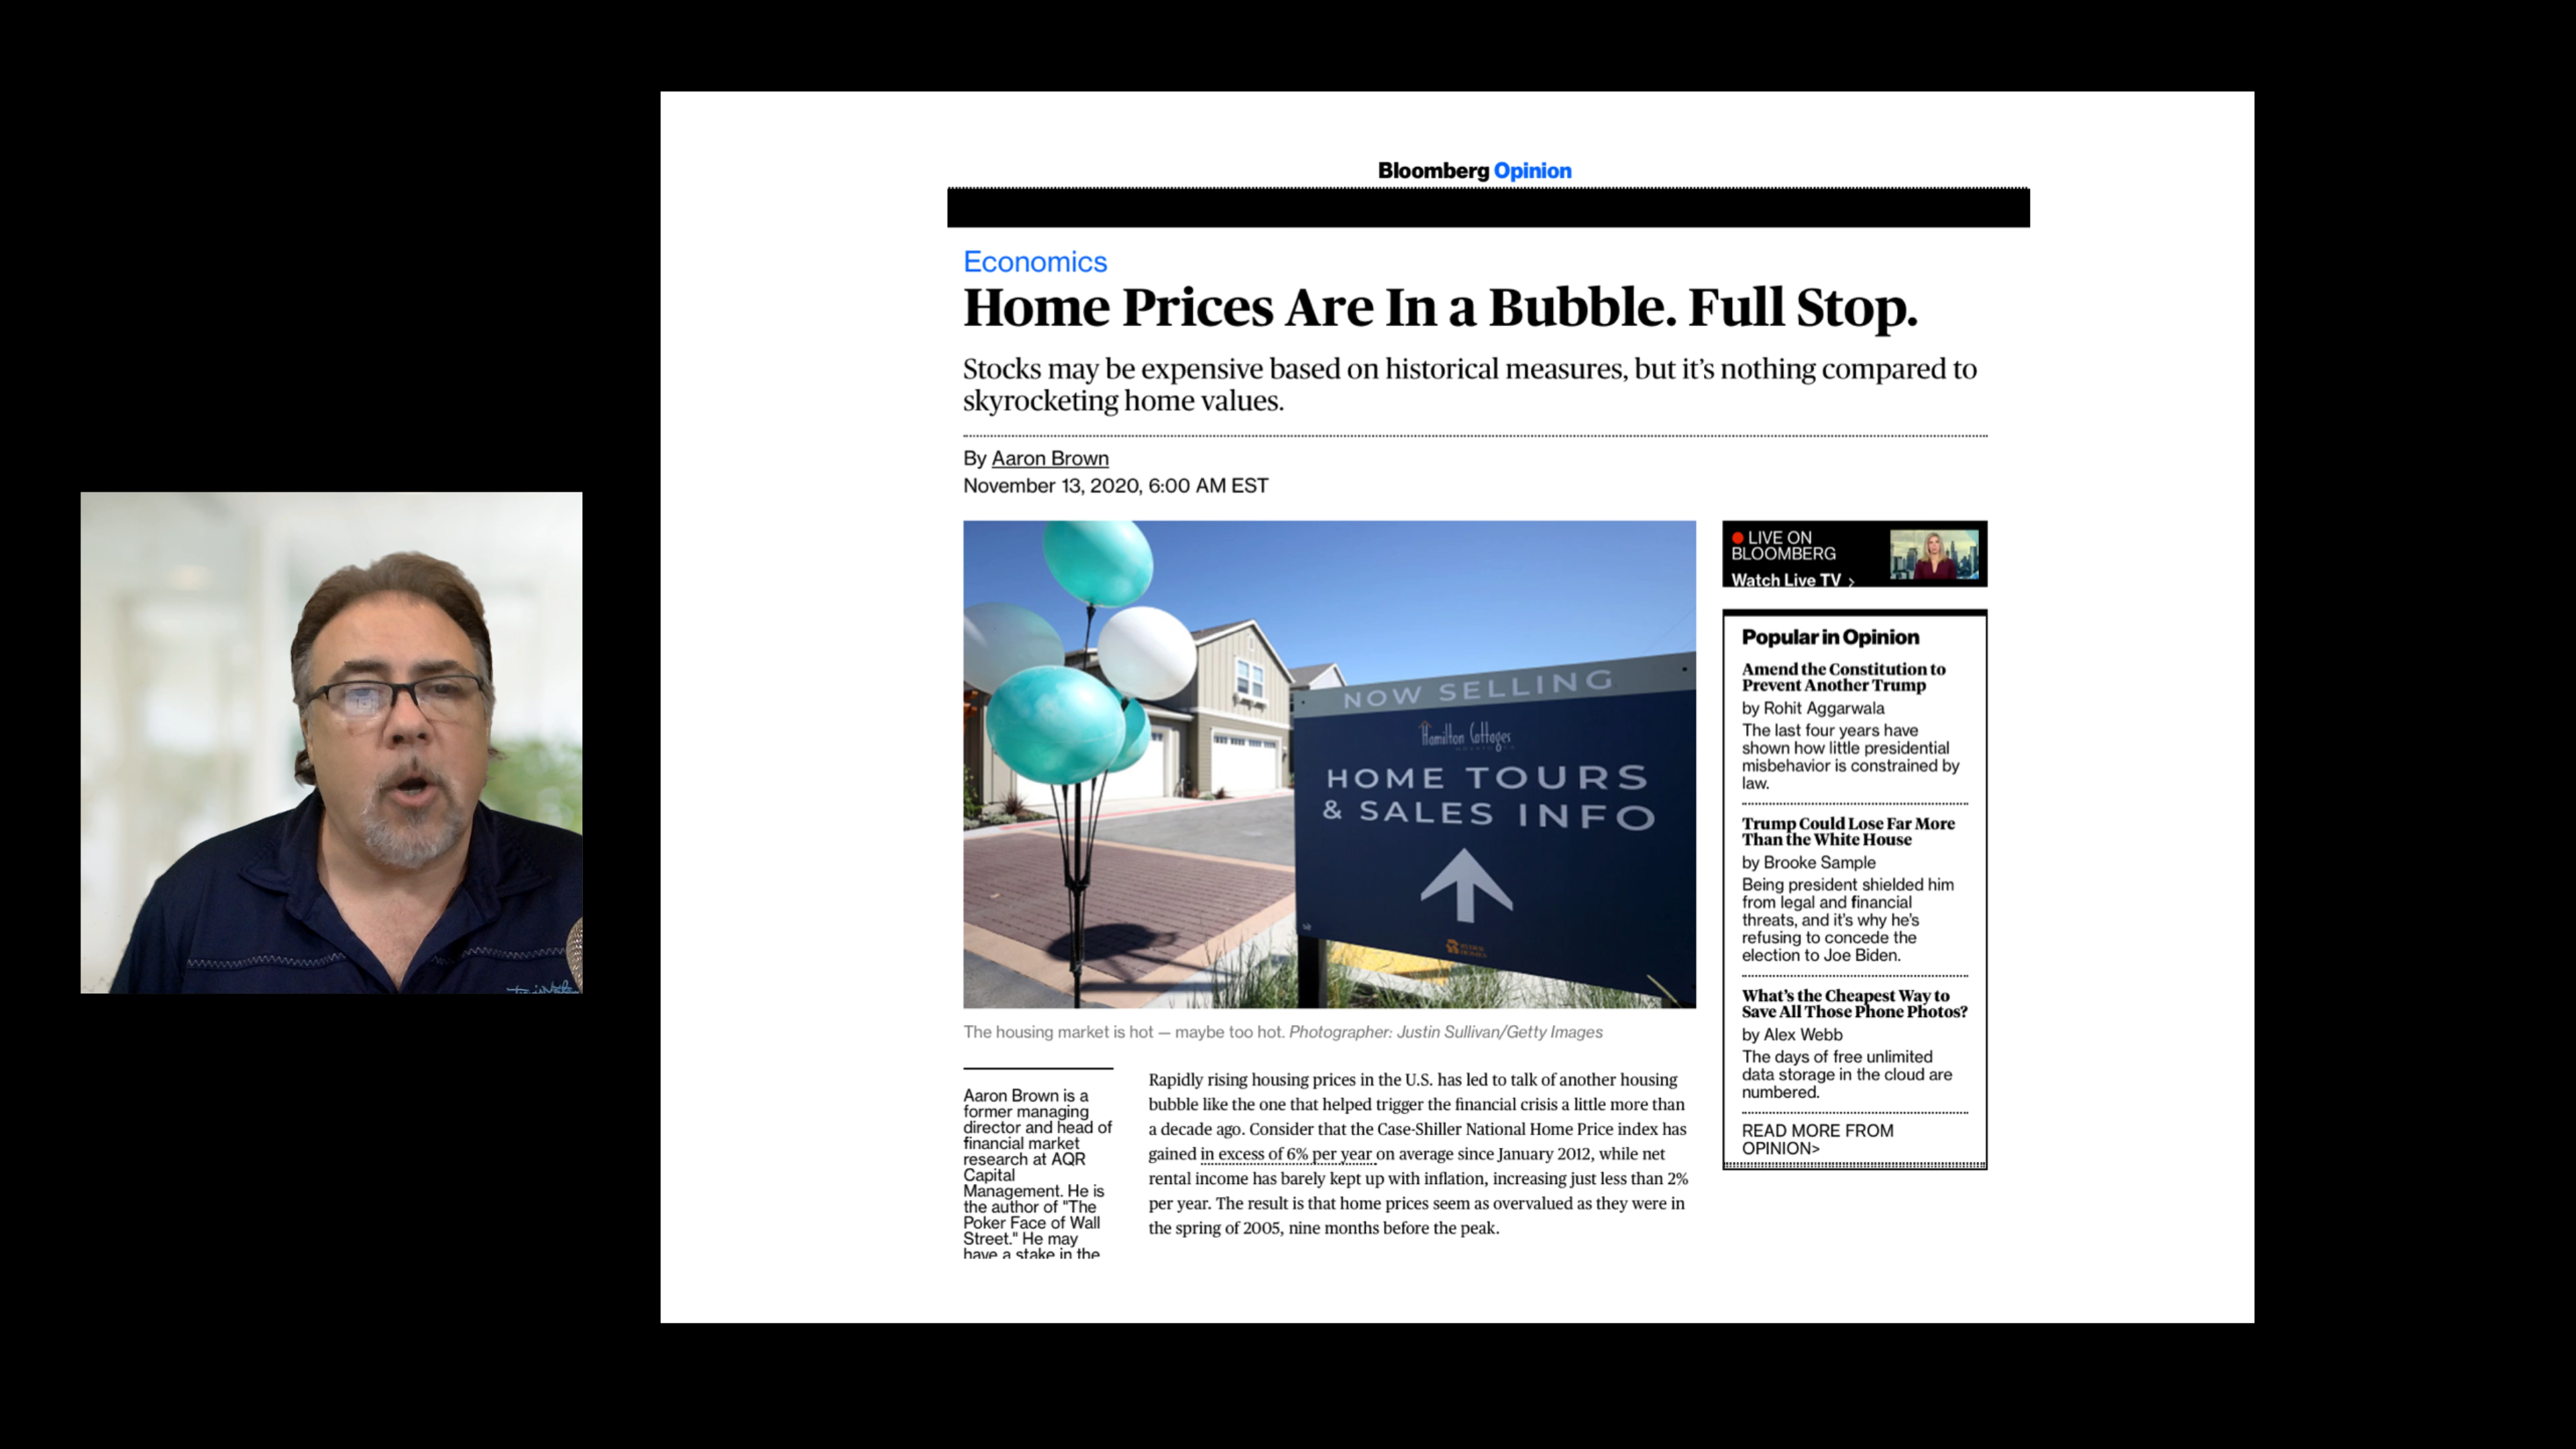 Bloomberg Opinion
Economics
Home Prices Are In a Bubble. Full Stop.
Stocks may be expensive based on historical measures, but it’s nothing compared to
skyrocketing home values.
By Aaron Brown
November 13, 2020, 6:00 AM EST
NOW SELLING
Hamilton Cottages
HOME TOURS
& SALES INFO
The housing market is hot — maybe too hot. Photographer: Justin Sullivan/Getty Images
Aaron Brown is a
former managing
director and head of
financial market
research at AQR
Capital
Management. He is
the author of "The
Poker Face of Wall
Street." He may
have a stake in the
Rapidly rising housing prices in the U.S. has led to talk of another housing
bubble like the one that helped trigger the financial crisis a little more than
a decade ago. Consider that the Case-Shiller National Home Price index has
gained in excess of 6% per year on average since January 2012, while net
rental income has barely kept up with inflation, increasing just less than 2%
per year. The result is that home prices seem as overvalued as they were in
the spring of 2005, nine months before the peak.
LIVE ON
BLOOMBERG
Watch Live TV >
Popular in Opinion
Amend the Constitution to
Prevent Another Trump
by Rohit Aggarwala
The last four years have
shown how little presidential
misbehavior is constrained by
law.
Trump Could Lose Far More
Than the White House
by Brooke Sample
Being president shielded him
from legal and financial
threats, and it’s why he’s
refusing to concede the
election to Joe Biden.
What’s the Cheapest Way to
Save All Those Phone Photos?
by Alex Webb
The days of free unlimited
data storage in the cloud are
numbered.
READ MORE FROM
OPINION>